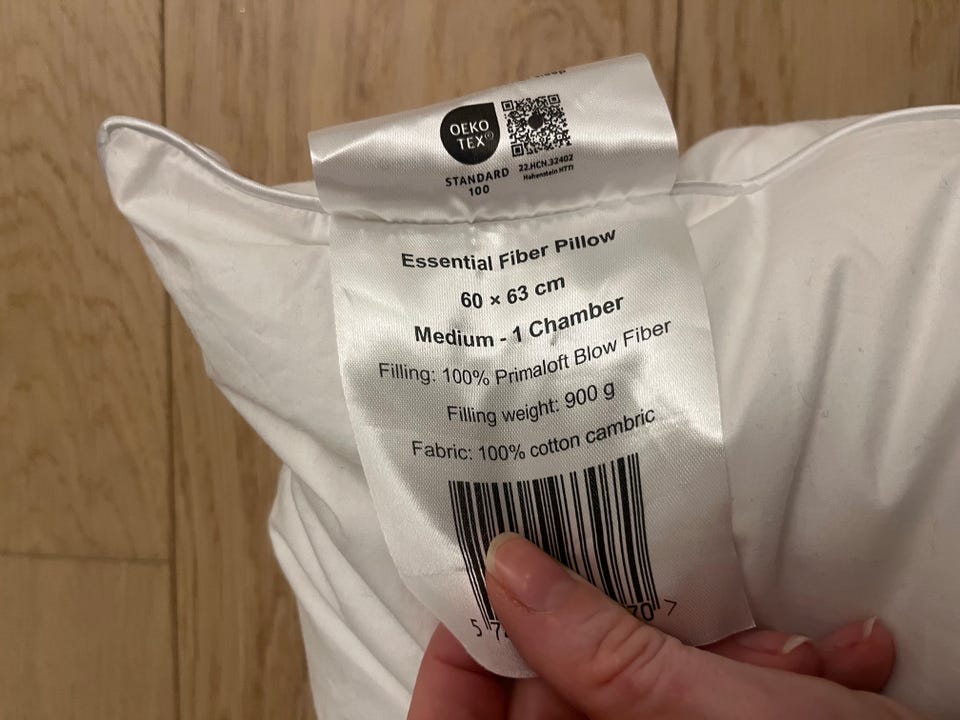 OEKO
TEX®
STANDARD
100
22.HCN.32402
Hohenstein HTTI
Essential Fiber Pillow
60 × 63 cm
Medium - 1 Chamber
Filling: 100% Primaloft Blow Fiber
Filling weight: 900 g
Fabric: 100% cotton cambric